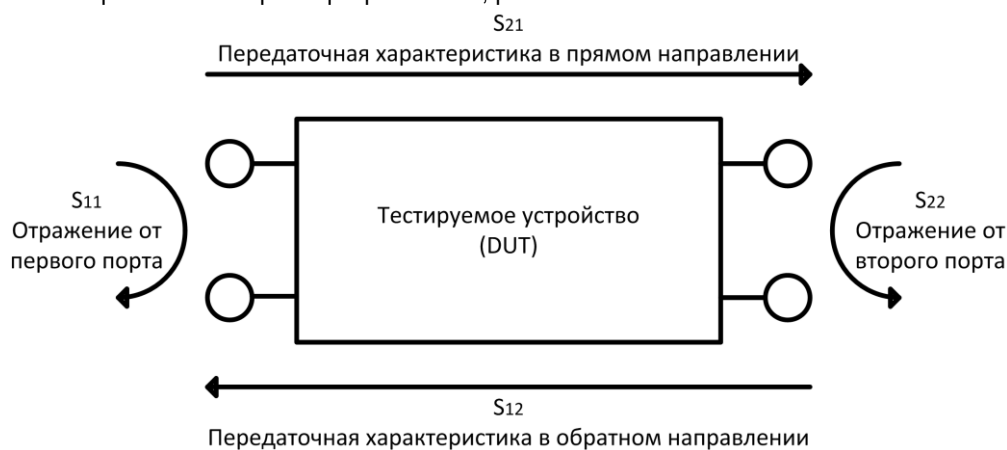 S21
Передаточная характеристика в прямом направлении
S11
Отражение от
первого порта
Тестируемое устройство
(DUT)
S22
Отражение от
второго порта
S12
Передаточная характеристика в обратном направлении